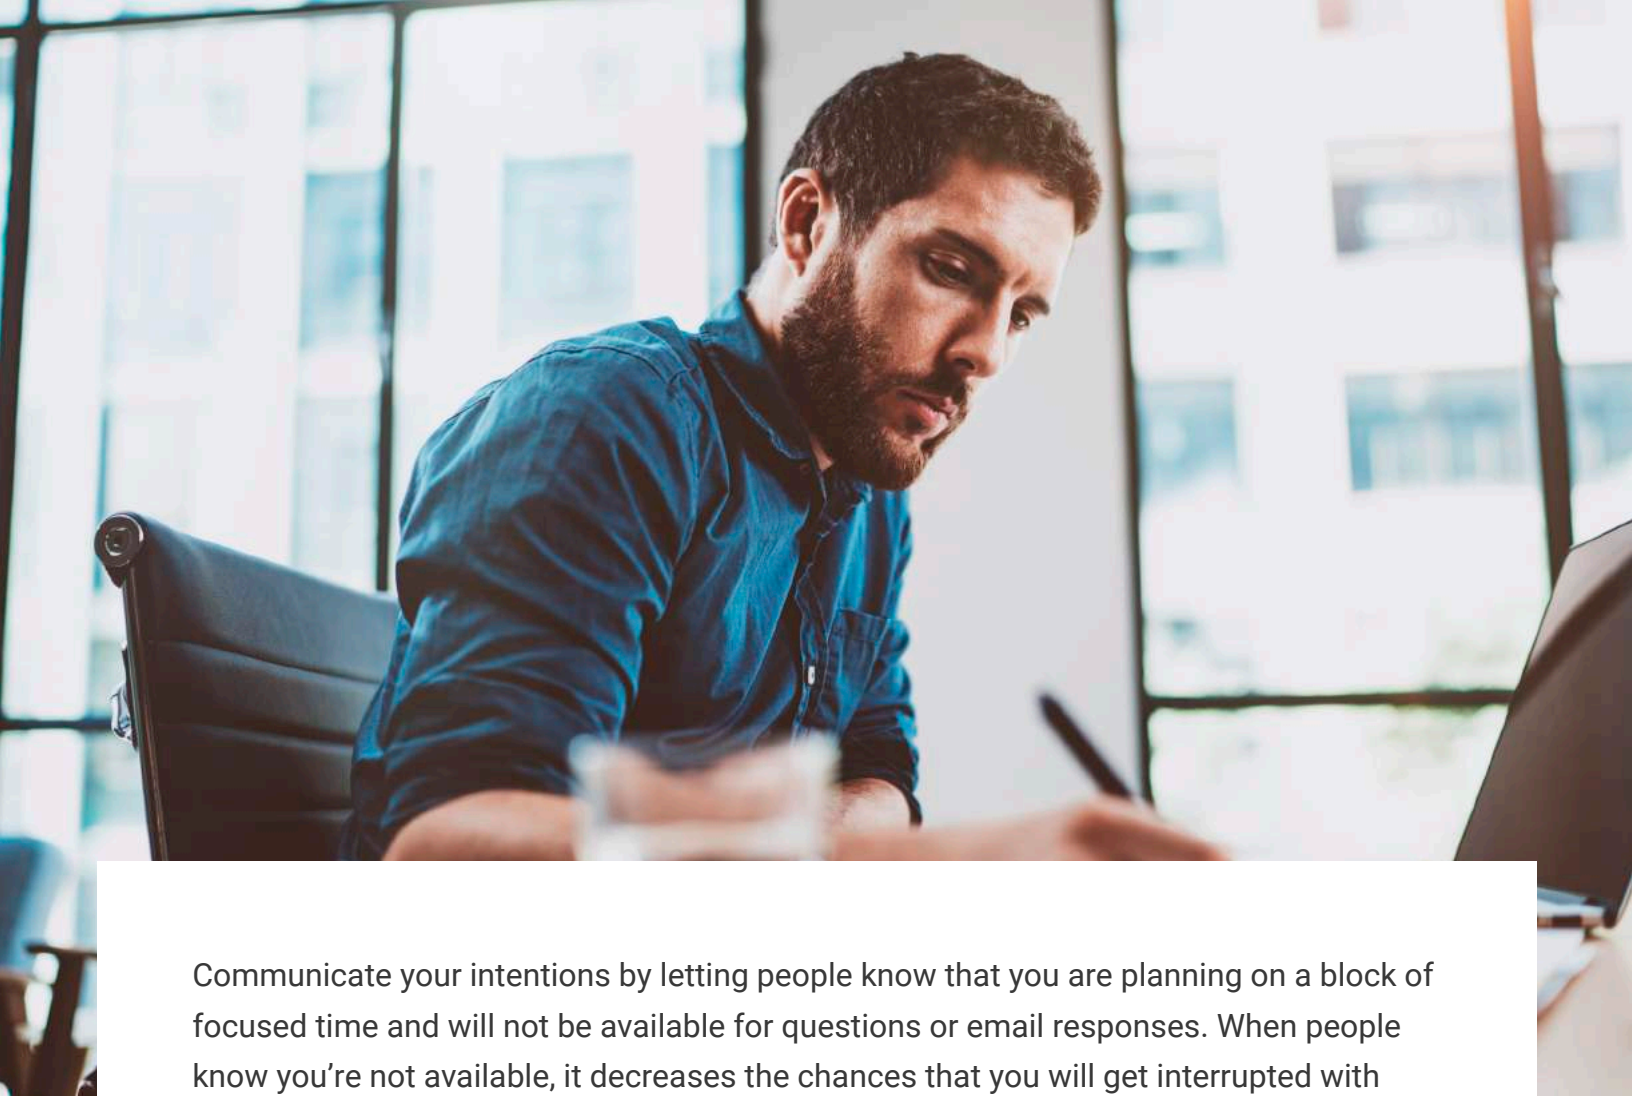 Communicate your intentions by letting people know that you are planning on a block of
focused time and will not be available for questions or email responses. When people
know you’re not available, it decreases the chances that you will get interrupted with